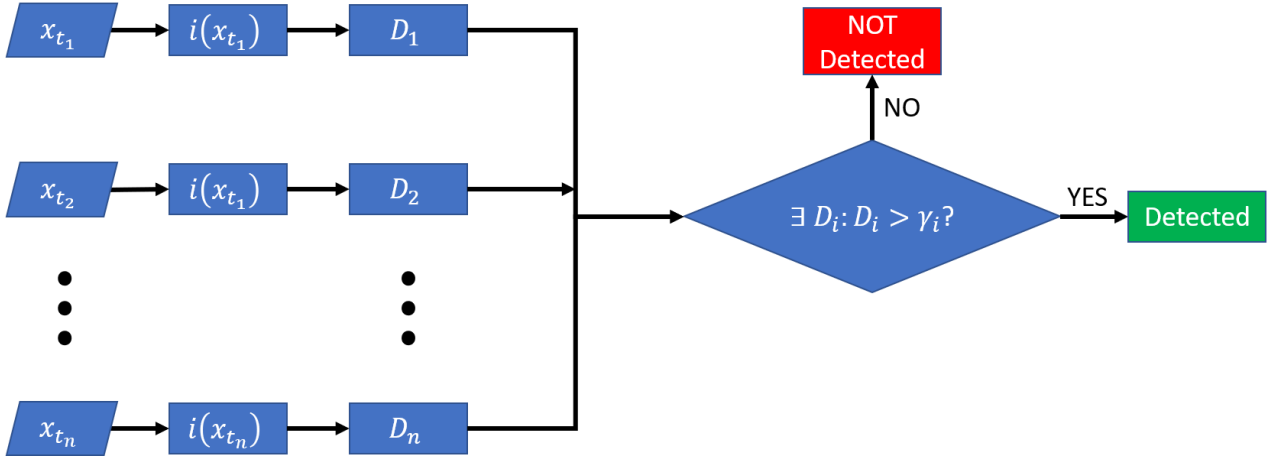 x_{t_1} i(x_{t_1}) D_1
NOT
Detected
NO
x_{t_2} i(x_{t_1}) D_2
∃ D_i: D_i > γ_i?
YES
Detected
x_{t_n} i(x_{t_n}) D_n